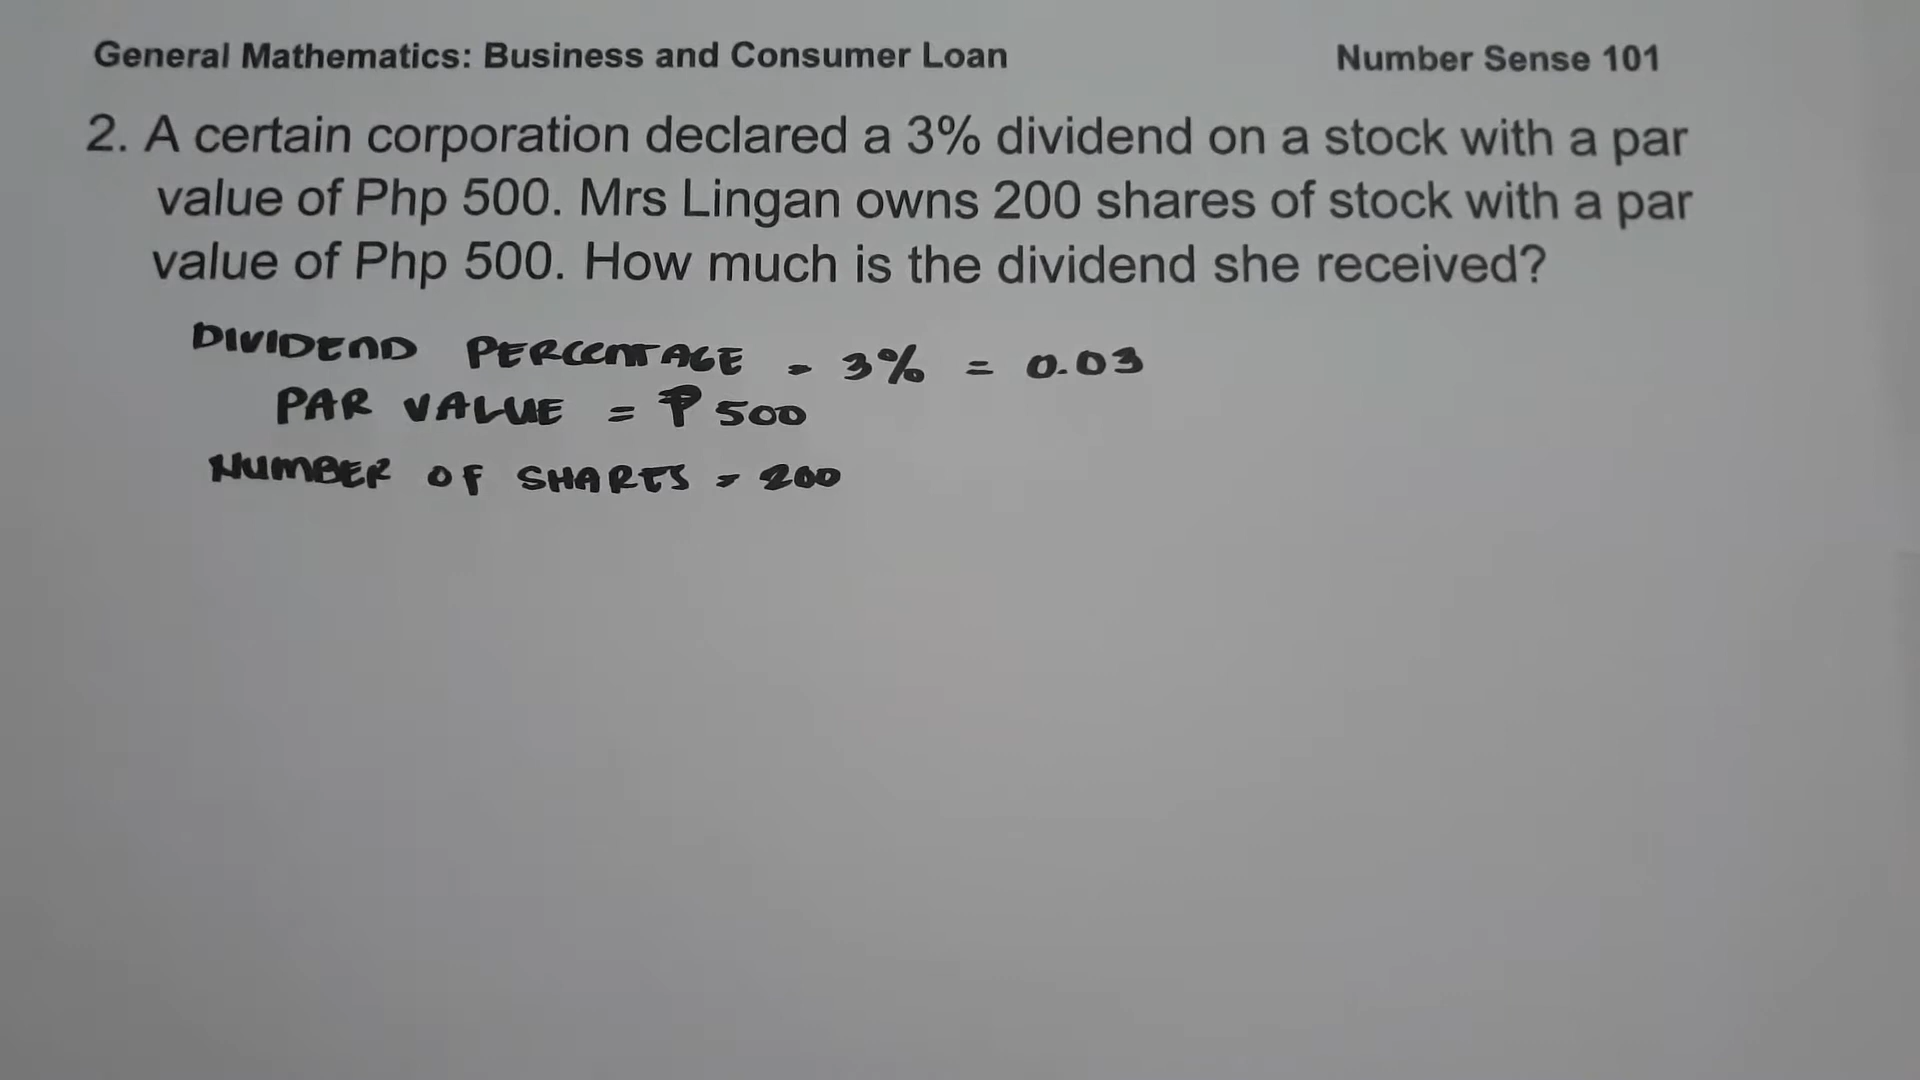 General Mathematics: Business and Consumer Loan Number Sense 101
2. A certain corporation declared a 3% dividend on a stock with a par
value of Php 500. Mrs Lingan owns 200 shares of stock with a par
value of Php 500. How much is the dividend she received?
DIVIDEND PERCENTAGE = 3% = 0.03
PAR VALUE = ₱500
NUMBER OF SHARES = 200